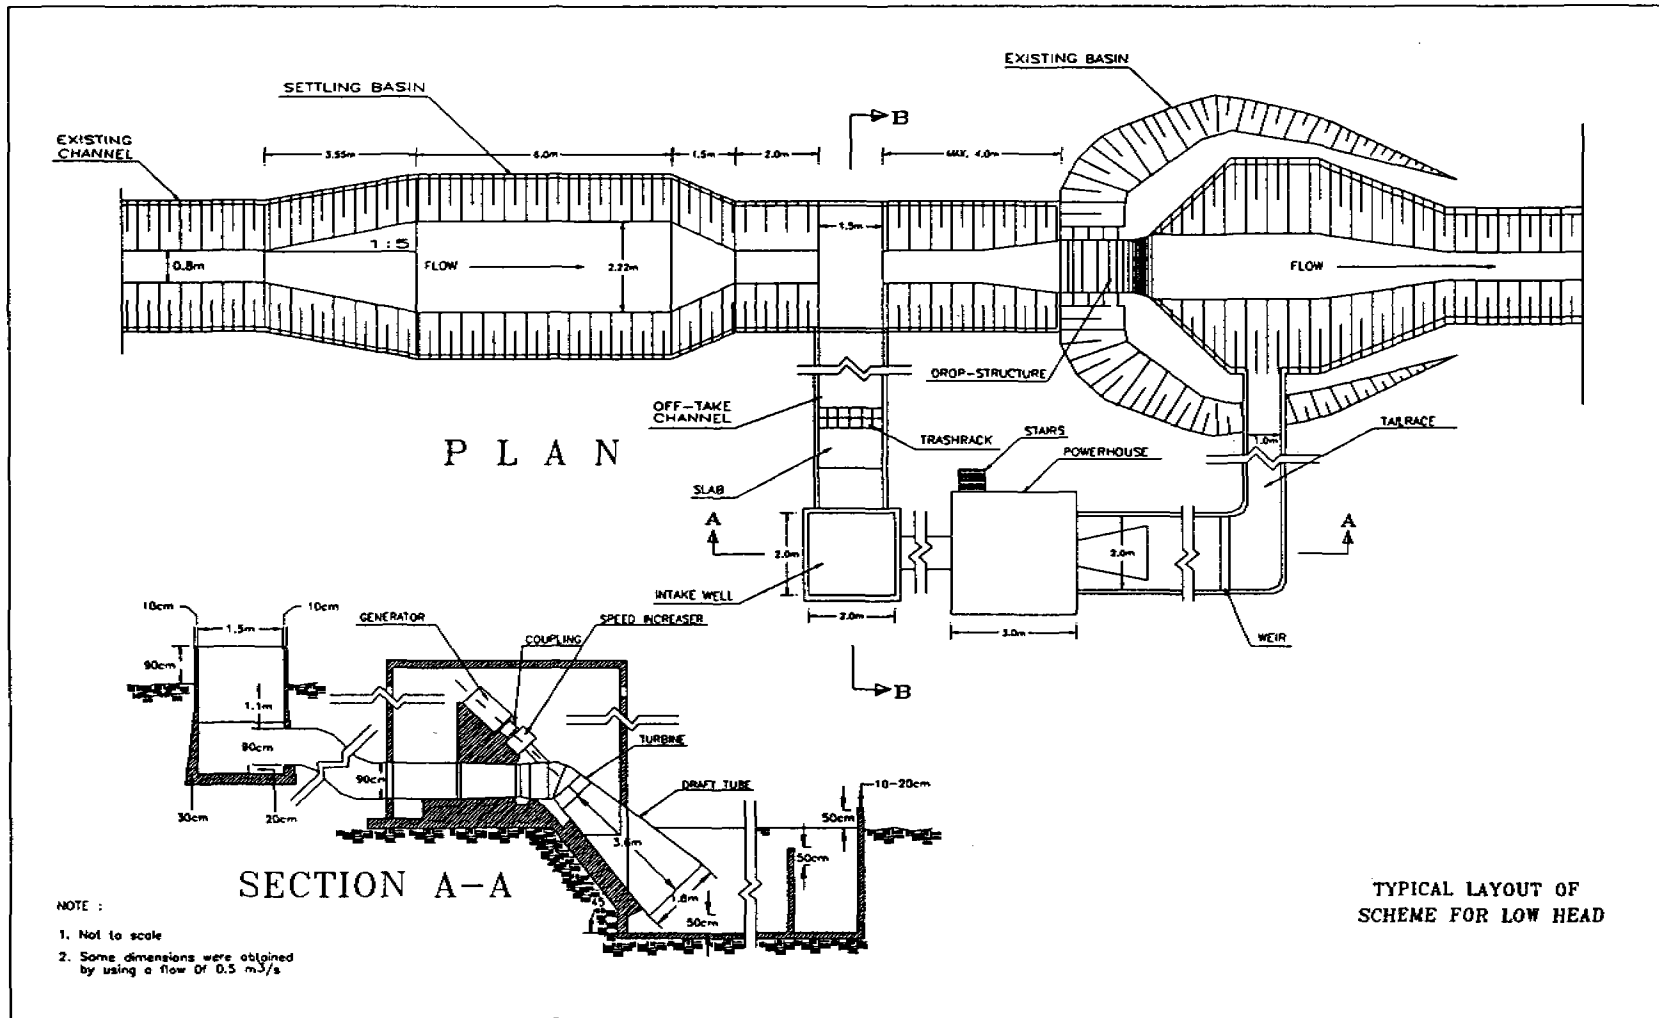 EXISTING BASIN
SETTLING BASIN
B
EXISTING
CHANNEL
3.55m
6.0m
1.5m
2.0m
MAX. 4.0m
1.5m
1:5
0.8m
FLOW
2.22m
FLOW
DROP-STRUCTURE
OFF-TAKE
CHANNEL
TRASHRACK
STAIRS
1.0m
TAILRACE
PLAN
POWERHOUSE
SLAB
A
A
2.0m
2.0m
INTAKE WELL
2.0m
3.0m
WEIR
10cm
10cm
GENERATOR
SPEED INCREASER
COUPLING
1.5m
90cm
B
1.1m
TURBINE
90cm
90cm
DRAFT TUBE
10-20cm
30cm
20cm
50cm
3.6m
50cm
SECTION A-A
1.8m
45
50cm
TYPICAL LAYOUT OF
SCHEME FOR LOW HEAD
NOTE :
1. Not to scale
2. Some dimensions were obtained
by using a flow Of 0.5 m3/s